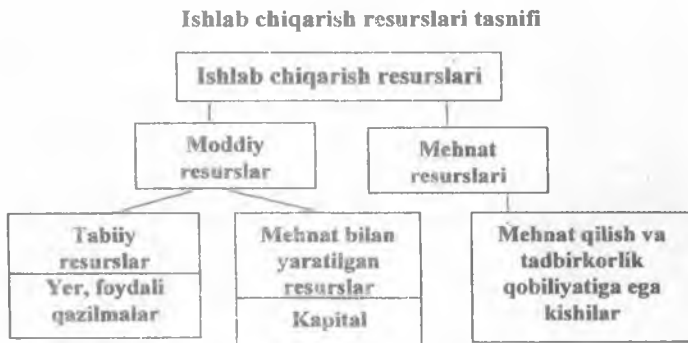 Ishlab chiqarish resurslari tasnifi
Ishlab chiqarish resurslari
Moddiy
resurslar
Mehnat
resurslari
Tabiiy
resurslar
Yer, foydali
qazilmalar
Mehnat bilan
yaratilgan
resurslar
Kapital
Mehnat qilish va
tadbirkorlik
qobiliyatiga ega
kishilar